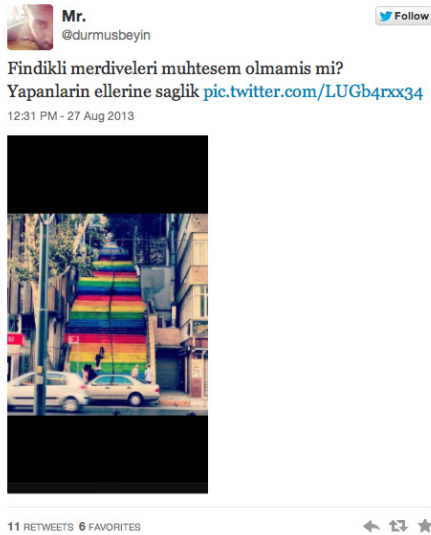 Mr.
Follow
@durmusbeyin
Findikli merdiveleri muhtesem olmamis mi?
Yapanlarin ellerine saglik pic.twitter.com/LUGb4rxx34
12:31 PM - 27 Aug 2013
11 RETWEETS 6 FAVORITES